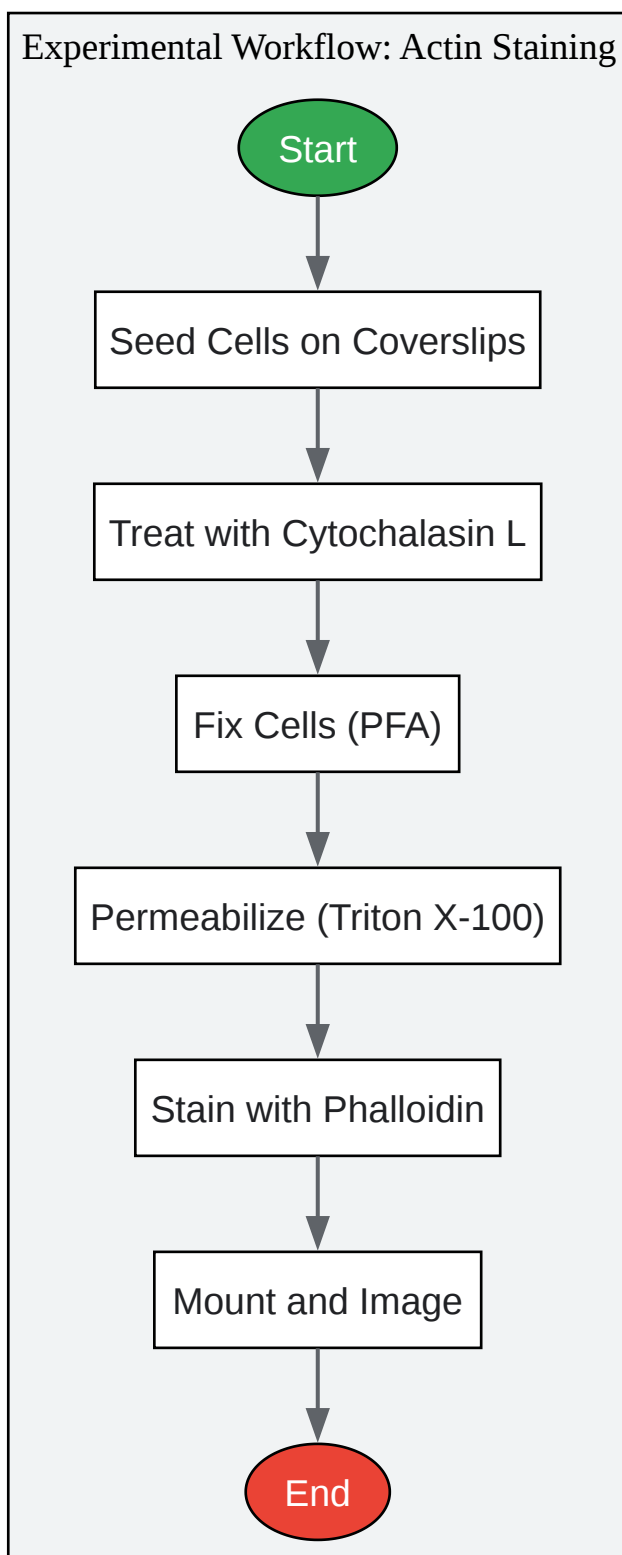 Experimental Workflow: Actin Staining
Start
Seed Cells on Coverslips
Treat with Cytochalasin L
Fix Cells (PFA)
Permeabilize (Triton X-100)
Stain with Phalloidin
Mount and Image
End